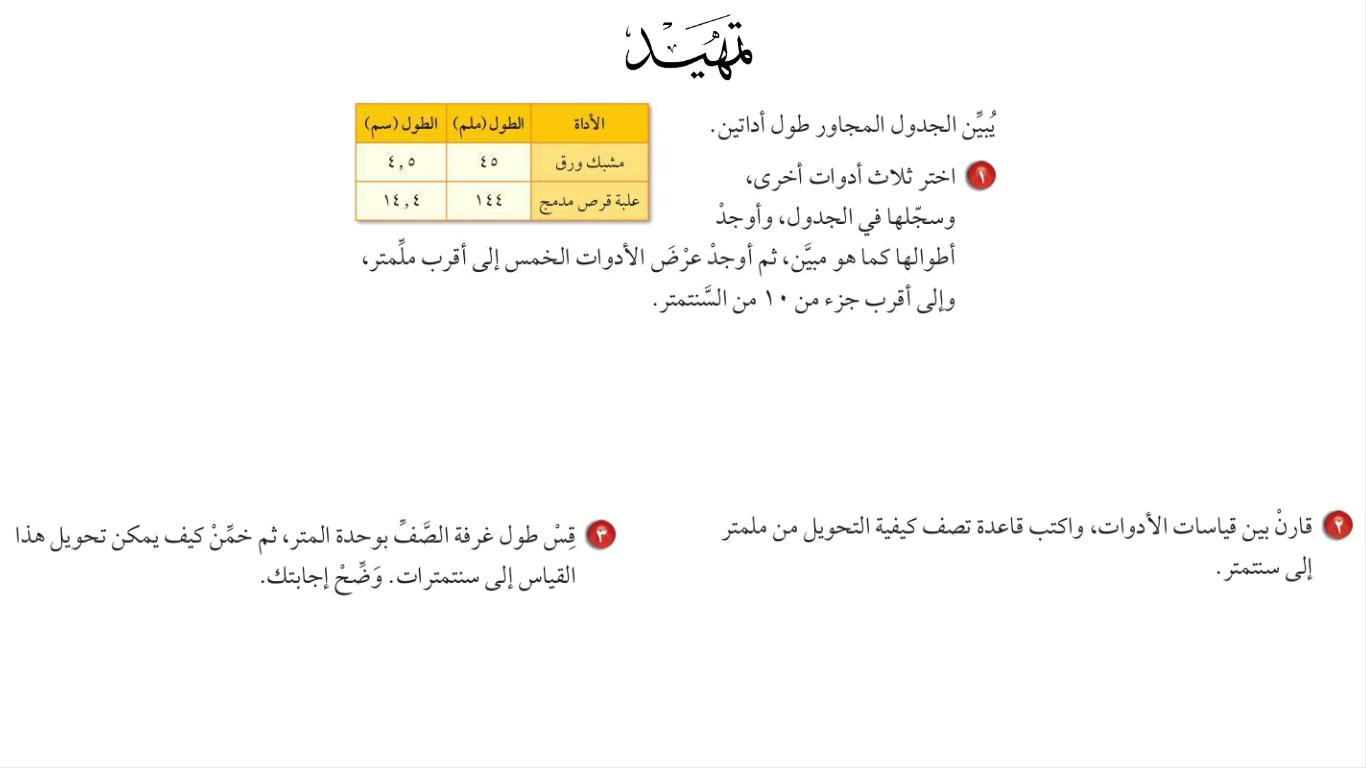 تمهيد
يُبيِّن الجدول المجاور طول أداتين.
١ اختر ثلاث أدوات أخرى،
وسجّلها في الجدول، وأوجدْ
أطوالها كما هو مبيَّن، ثم أوجدْ عرْضَ الأدوات الخمس إلى أقرب ملِّمتر،
وإلى أقرب جزء من ١٠ من السَّنتمتر.
الأداة الطول (ملم) الطول (سم)
مشبك ورق ٤٥ ٤,٥
علبة قرص مدمج ١٤٤ ١٤,٤
٢ قارنْ بين قياسات الأدوات، واكتب قاعدة تصف كيفية التحويل من ملمتر
إلى سنتمتر.
٣ قِسْ طول غرفة الصَّفِّ بوحدة المتر، ثم خمِّنْ كيف يمكن تحويل هذا
القياس إلى سنتمترات. وَضِّحْ إجابتك.